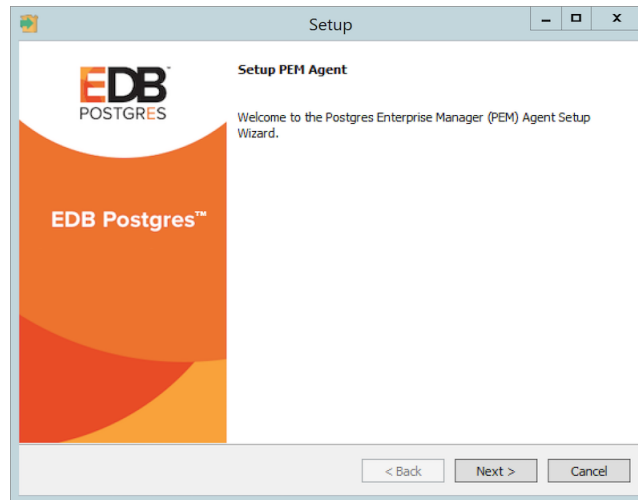 Setup
EDB™
POSTGRES
EDB Postgres™
Setup PEM Agent
Welcome to the Postgres Enterprise Manager (PEM) Agent Setup
Wizard.
< Back
Next >
Cancel